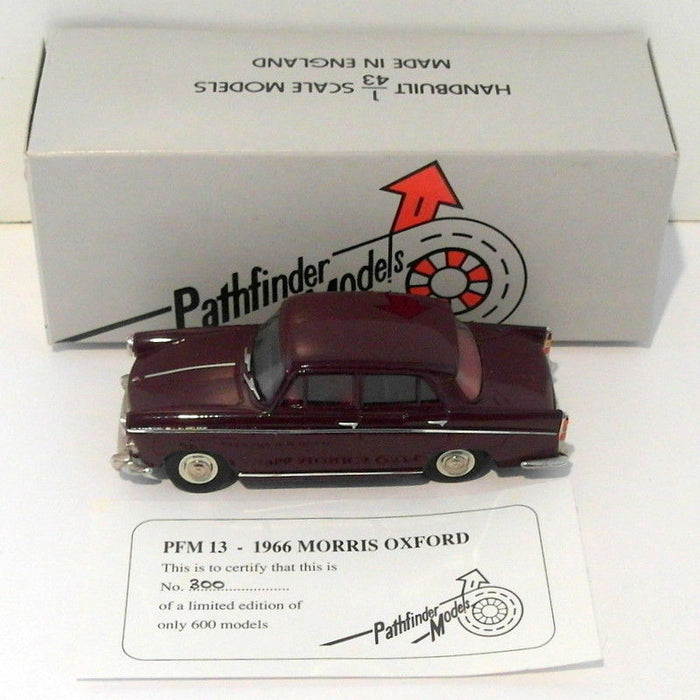 HANDBUILT 1/43 SCALE MODELS
MADE IN ENGLAND
Pathfinder
Models
PFM 13 - 1966 MORRIS OXFORD
This is to certify that this is
No. 300
of a limited edition of
only 600 models
Pathfinder
Models